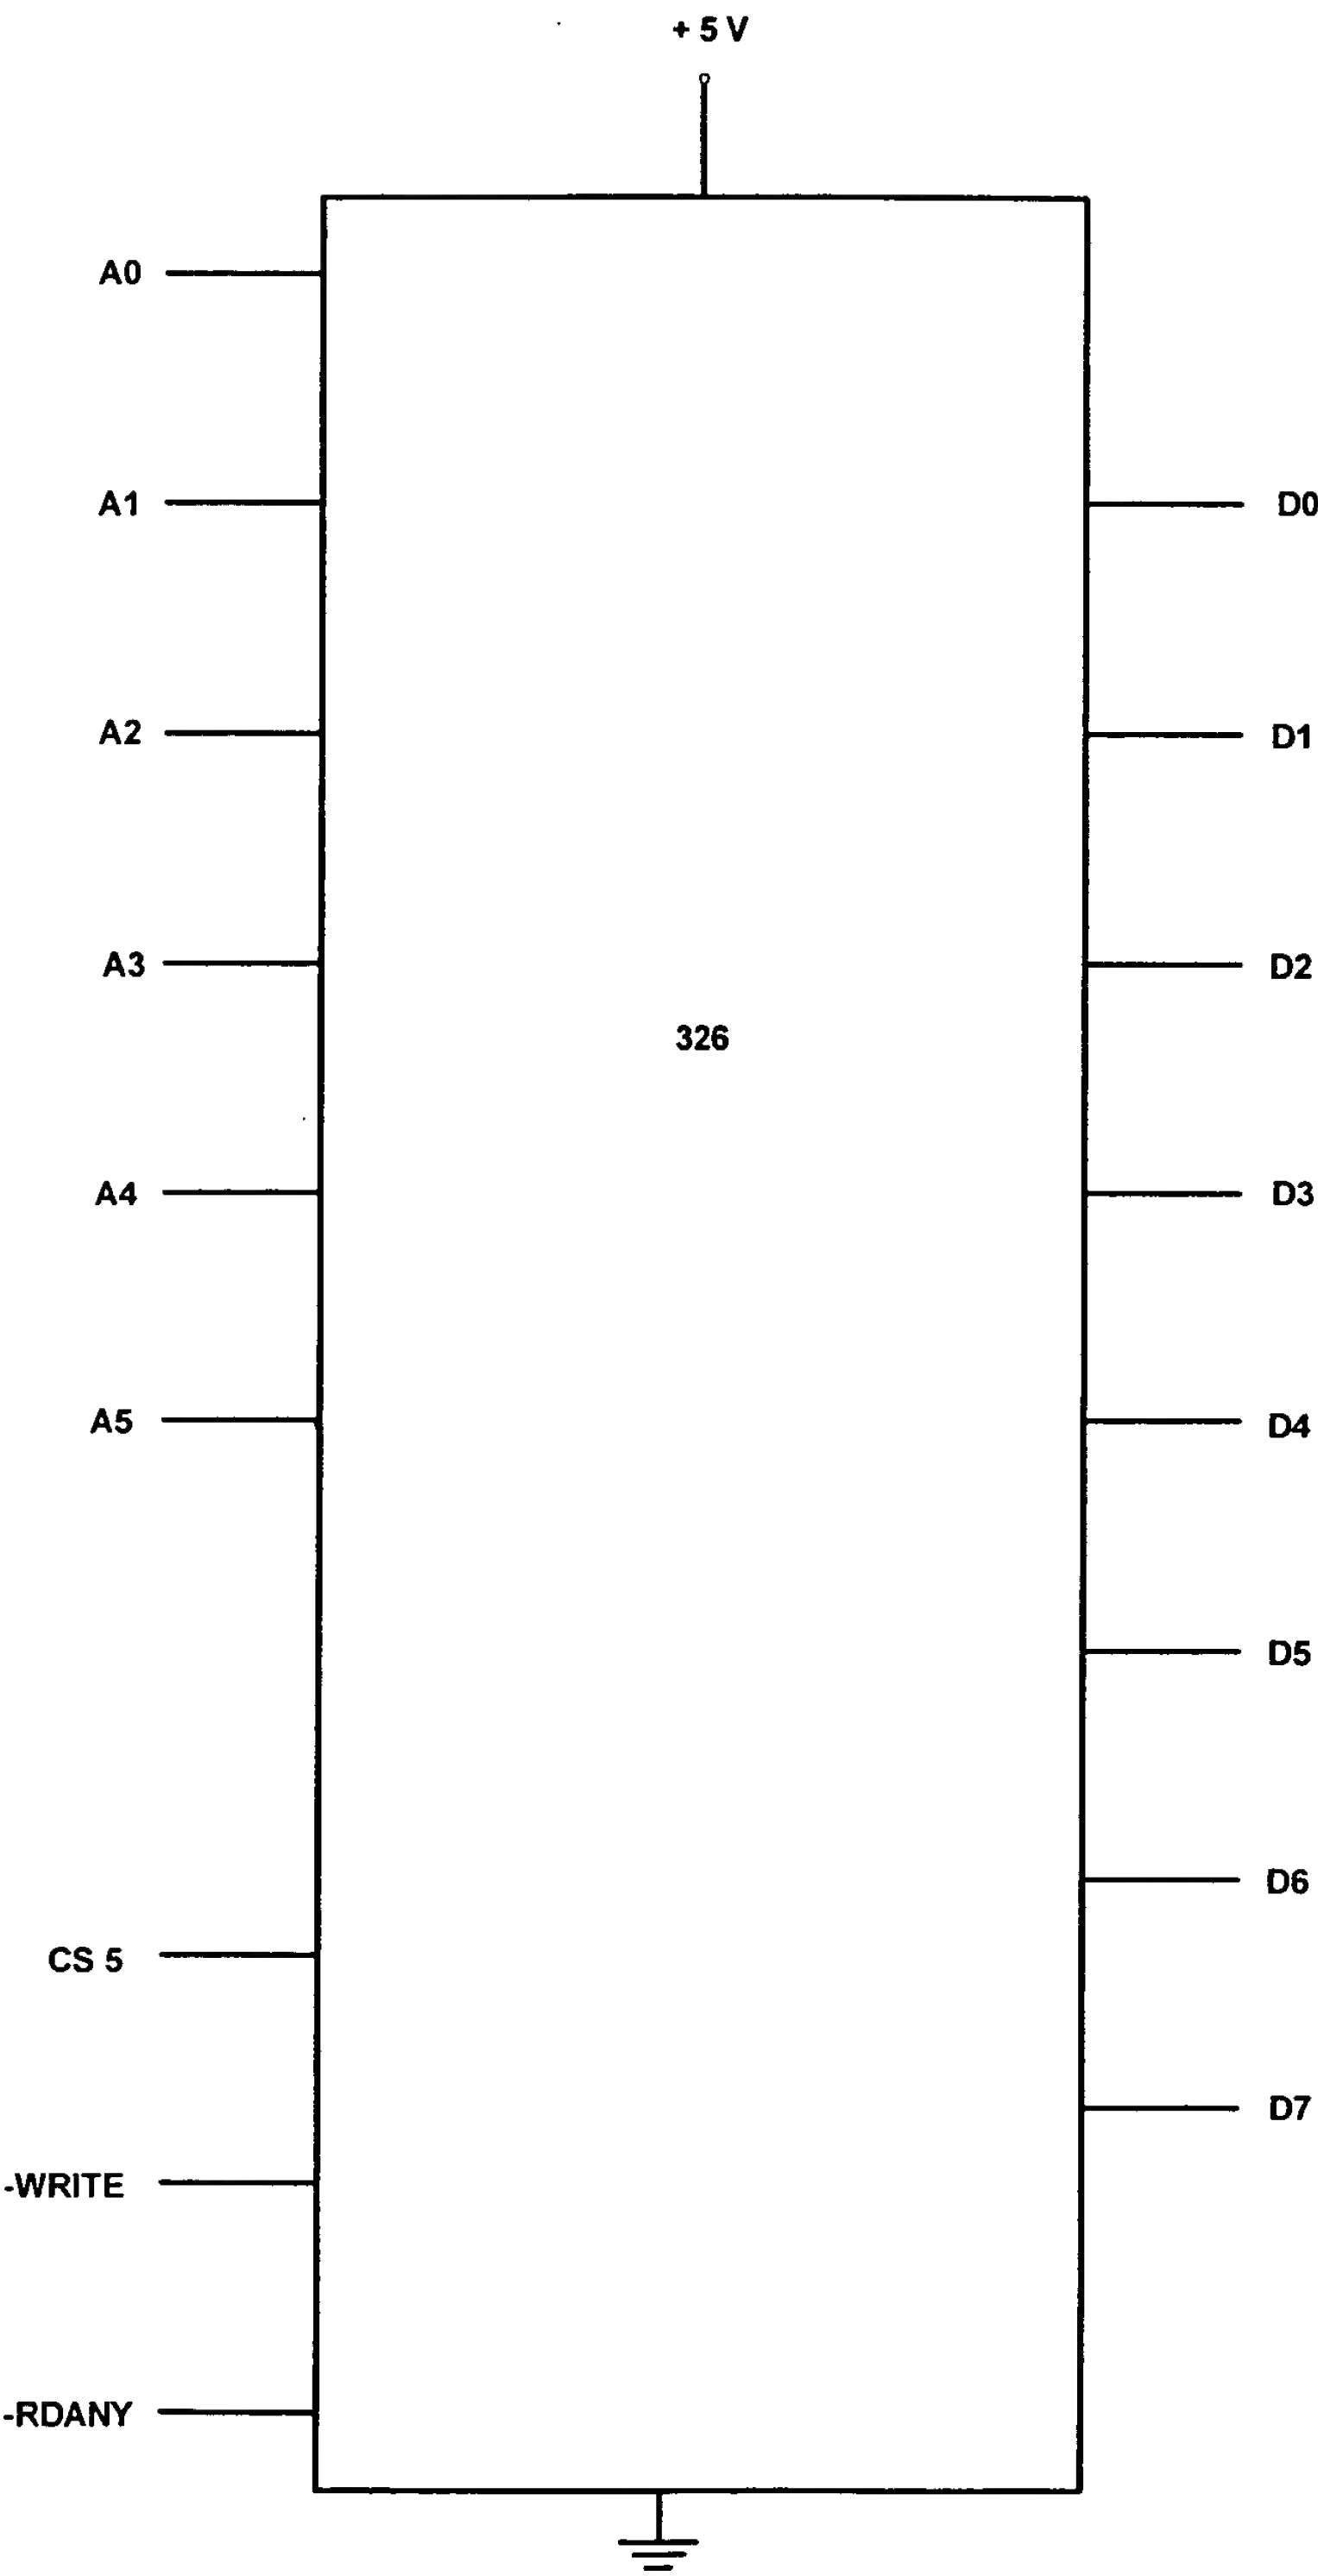 + 5 V
A0
A1
D0
A2
D1
A3
D2
326
A4
D3
A5
D4
D5
D6
CS 5
D7
-WRITE
-RDANY